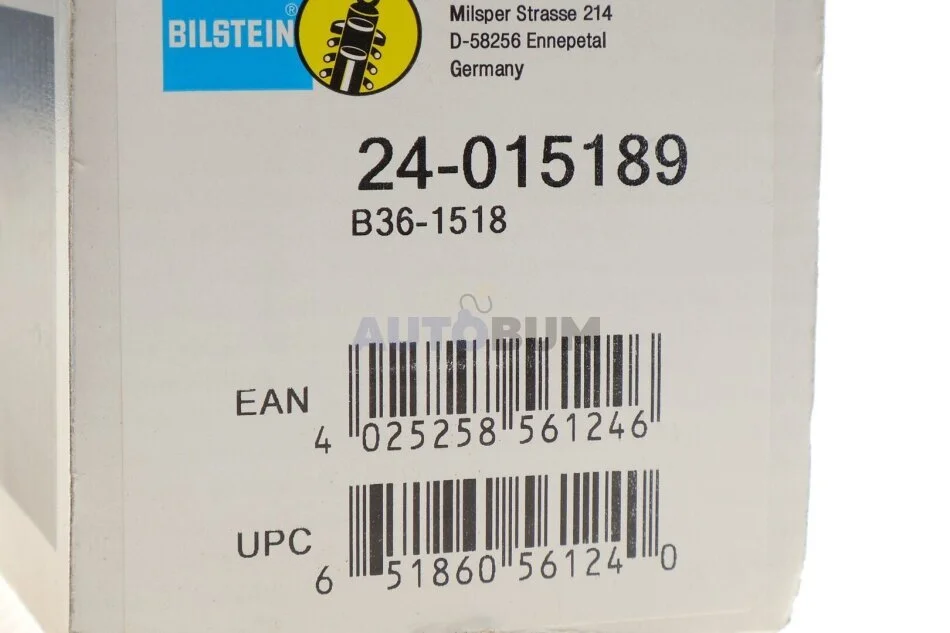 BILSTEIN®
Milsper Strasse 214
D-58256 Ennepetal
Germany
24-015189
B36-1518
AUTOBUM
EAN
4 025258 561246
UPC
6 51860 56124 0